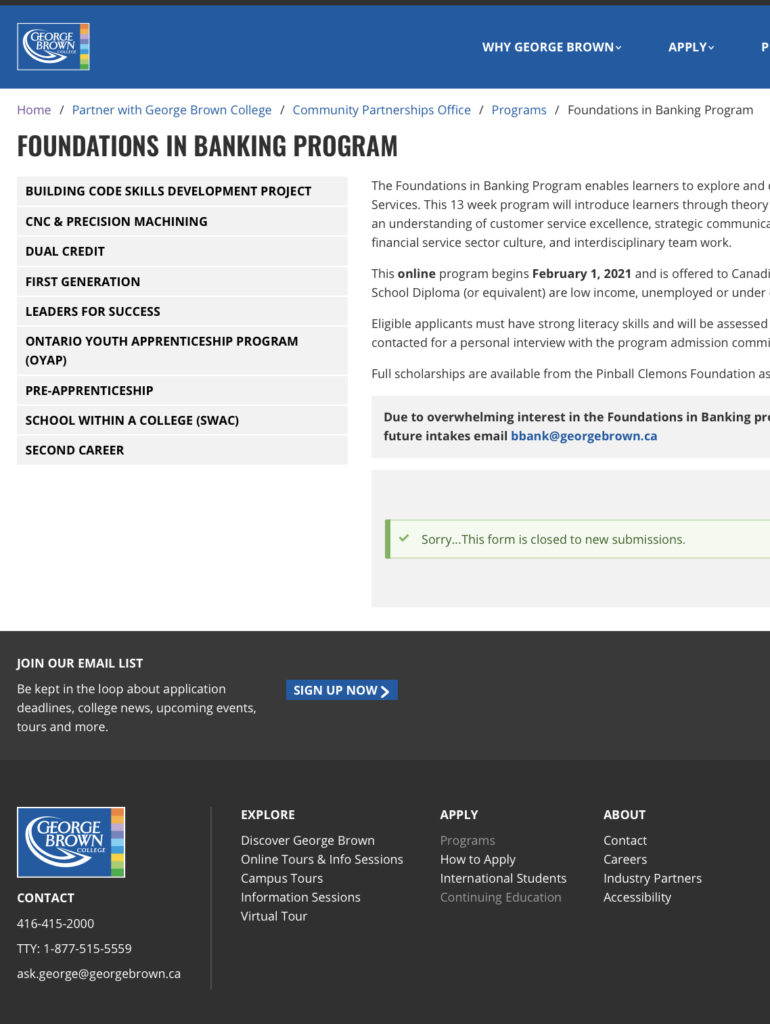 GEORGE BROWN COLLEGE
WHY GEORGE BROWN
APPLY
P
Home / Partner with George Brown College / Community Partnerships Office / Programs / Foundations in Banking Program
FOUNDATIONS IN BANKING PROGRAM
BUILDING CODE SKILLS DEVELOPMENT PROJECT
CNC & PRECISION MACHINING
DUAL CREDIT
FIRST GENERATION
LEADERS FOR SUCCESS
ONTARIO YOUTH APPRENTICESHIP PROGRAM
(OYAP)
PRE-APPRENTICESHIP
SCHOOL WITHIN A COLLEGE (SWAC)
SECOND CAREER
The Foundations in Banking Program enables learners to explore and
Services. This 13 week program will introduce learners through theory
an understanding of customer service excellence, strategic communica
financial service sector culture, and interdisciplinary team work.
This online program begins February 1, 2021 and is offered to Canadi
School Diploma (or equivalent) are low income, unemployed or under
Eligible applicants must have strong literacy skills and will be assessed
contacted for a personal interview with the program admission commi
Full scholarships are available from the Pinball Clemons Foundation as
Due to overwhelming interest in the Foundations in Banking pro
future intakes email bbank@georgebrown.ca
Sorry...This form is closed to new submissions.
JOIN OUR EMAIL LIST
Be kept in the loop about application
deadlines, college news, upcoming events,
tours and more.
SIGN UP NOW
GEORGE BROWN COLLEGE
CONTACT
416-415-2000
TTY: 1-877-515-5559
ask.george@georgebrown.ca
EXPLORE
Discover George Brown
Online Tours & Info Sessions
Campus Tours
Information Sessions
Virtual Tour
APPLY
Programs
How to Apply
International Students
Continuing Education
ABOUT
Contact
Careers
Industry Partners
Accessibility